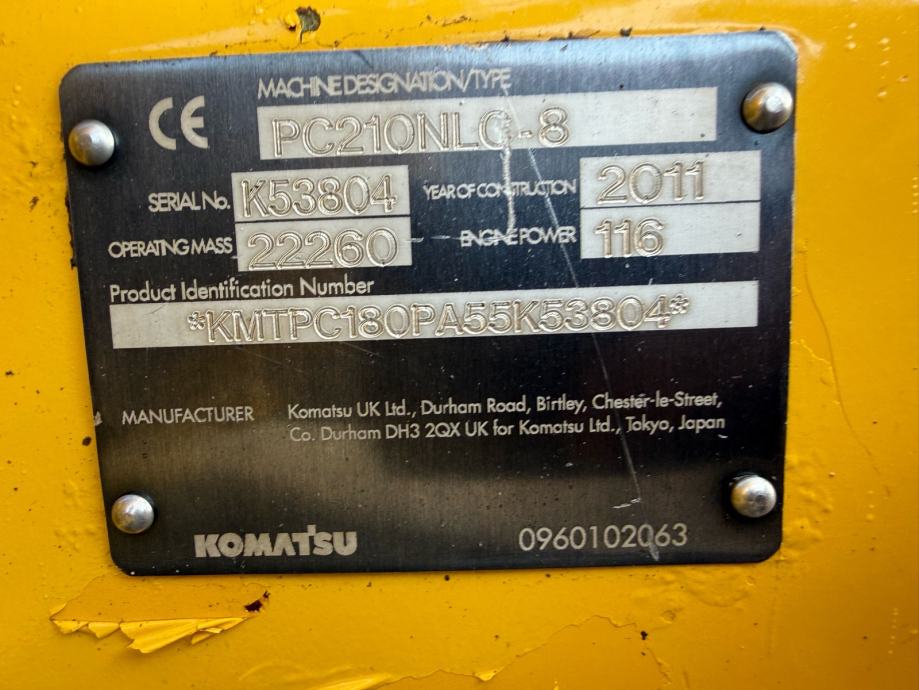 CE
MACHINE DESIGNATION/TYPE
PC210NLC-8
SERIAL No. K53804 YEAR OF CONSTRUCTION 2011
OPERATING MASS 22260 ENGINE POWER 116
Product Identification Number
*KMTPC180PA55K53804*
MANUFACTURER Komatsu UK Ltd., Durham Road, Birtley, Chester-le-Street,
Co. Durham DH3 2QX UK for Komatsu Ltd., Tokyo, Japan
KOMATSU 0960102063